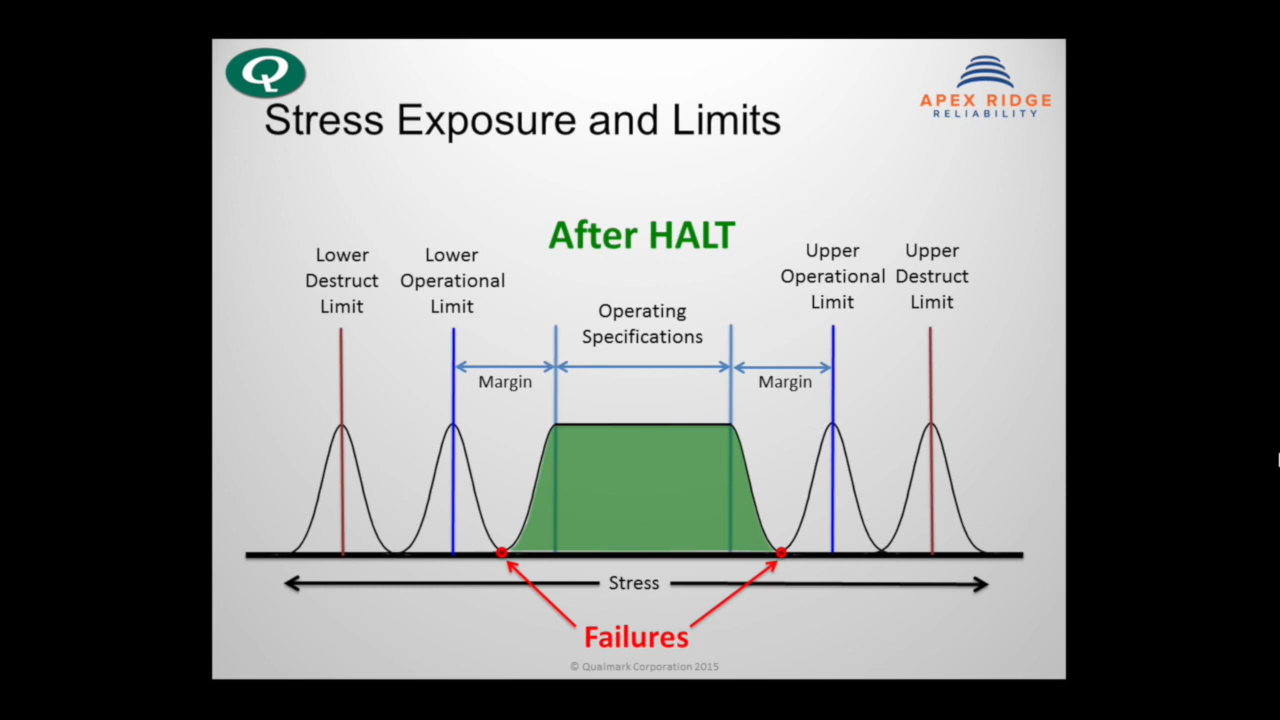 Q
APEX RIDGE
RELIABILITY
Stress Exposure and Limits
After HALT
Lower
Destruct
Limit
Lower
Operational
Limit
Operating
Specifications
Upper
Operational
Limit
Upper
Destruct
Limit
Margin
Margin
Stress
Failures
© Qualmark Corporation 2015